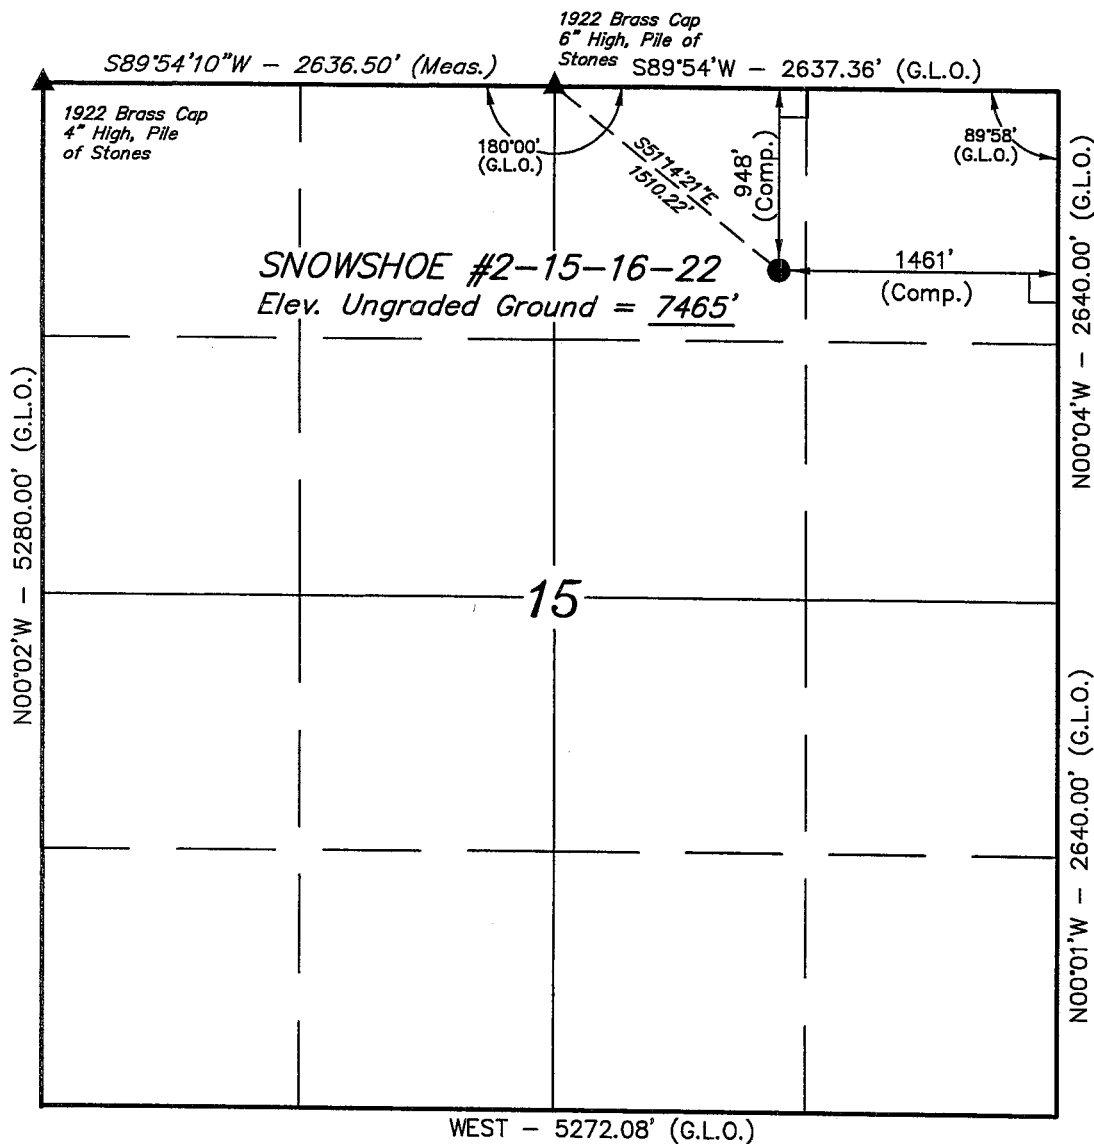 1922 Brass Cap
6" High, Pile of
Stones
S89°54'10"W - 2636.50' (Meas.)
S89°54'W - 2637.36' (G.L.O.)
1922 Brass Cap
4" High, Pile
of Stones
180°00'
(G.L.O.)
S51°14'21"E
1510.22'
948'
(Comp.)
89°58'
(G.L.O.)
SNOWSHOE #2-15-16-22
Elev. Ungraded Ground = 7465'
1461'
(Comp.)
N00°04'W - 2640.00' (G.L.O.)
N00°02'W - 5280.00' (G.L.O.)
15
N00°01'W - 2640.00' (G.L.O.)
WEST - 5272.08' (G.L.O.)